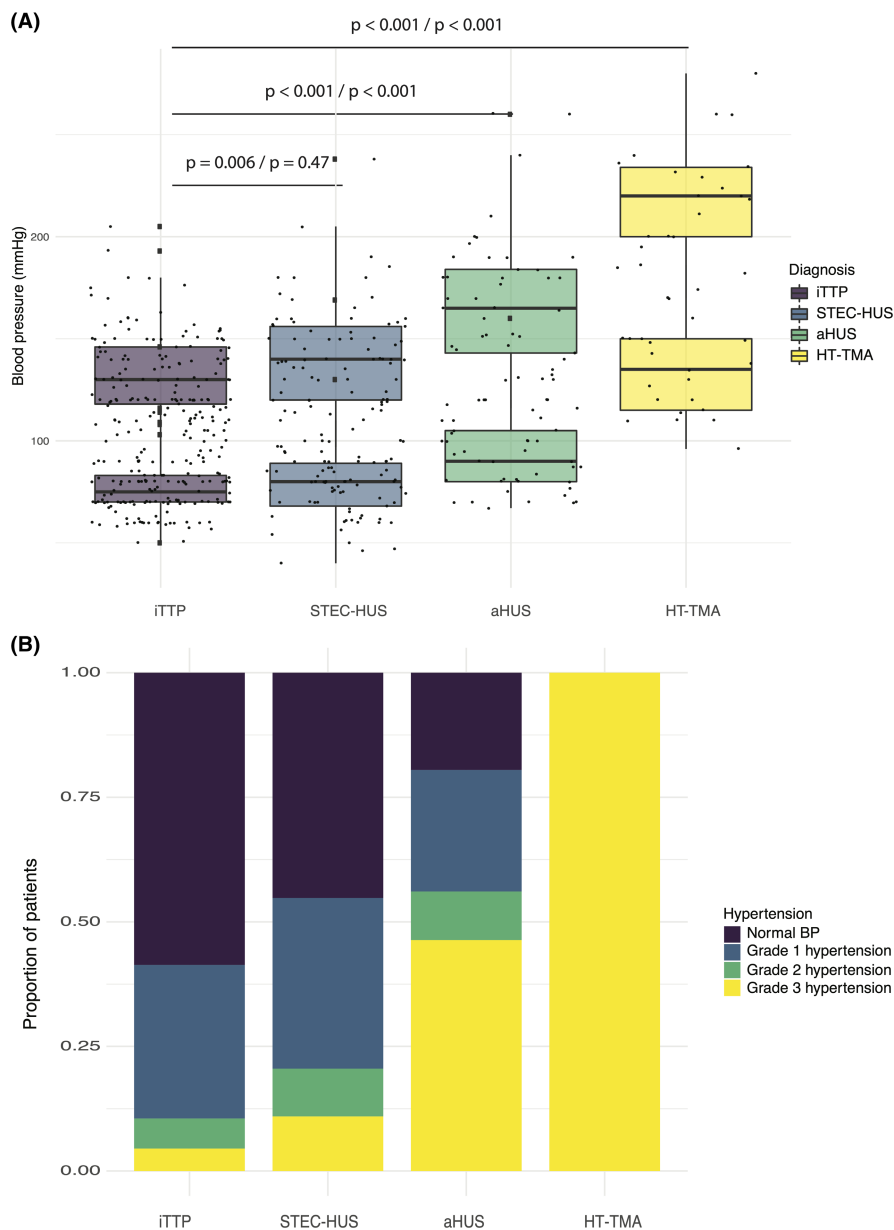 (A)
p < 0.001 / p < 0.001
p < 0.001 / p < 0.001
p = 0.006 / p = 0.47
200
100
Blood pressure (mmHg)
iTTP
STEC-HUS
aHUS
HT-TMA
Diagnosis
iTTP
STEC-HUS
aHUS
HT-TMA
(B)
1.00
0.75
0.50
0.25
0.00
Proportion of patients
iTTP
STEC-HUS
aHUS
HT-TMA
Hypertension
Normal BP
Grade 1 hypertension
Grade 2 hypertension
Grade 3 hypertension